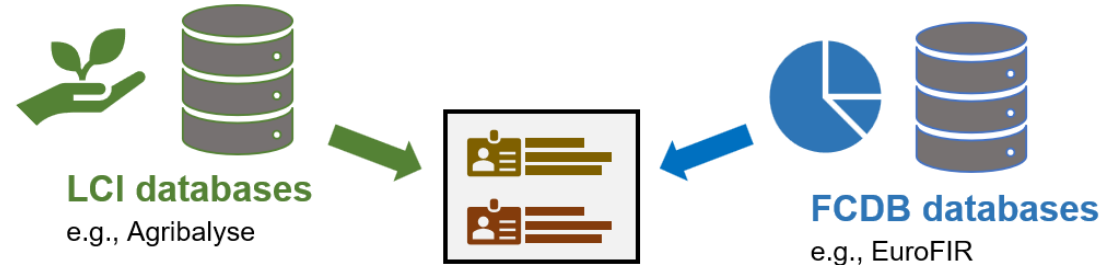 LCI databases
e.g., Agribalyse
FCDB databases
e.g., EuroFIR